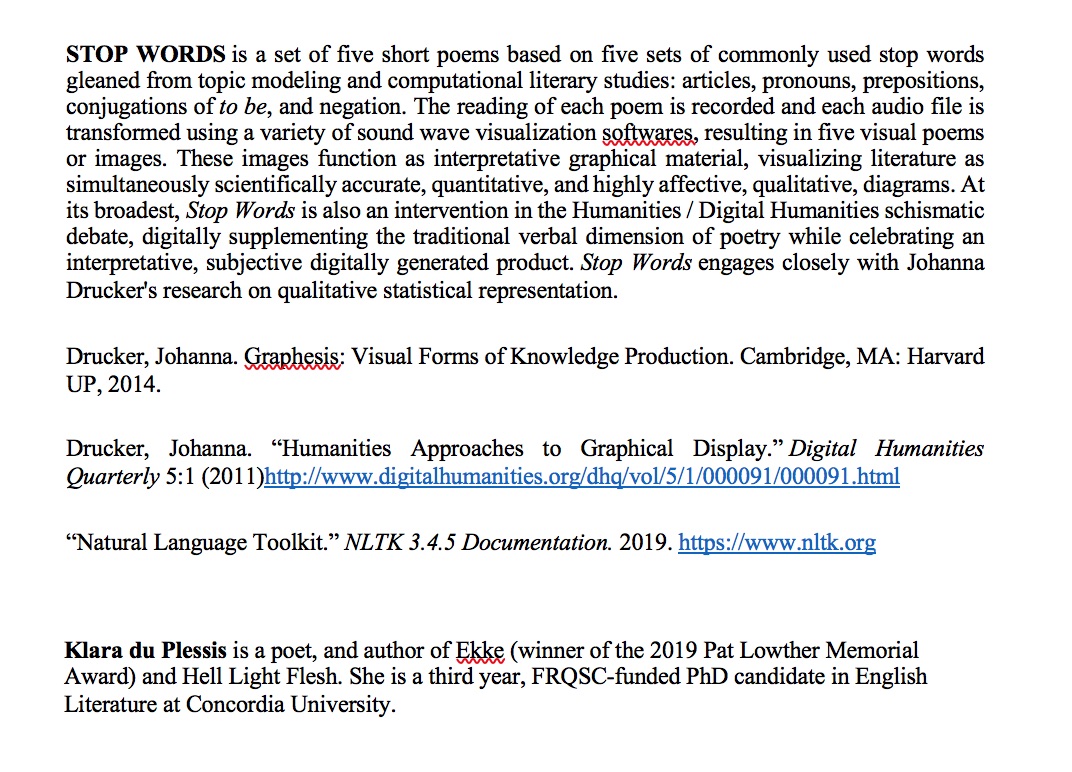 STOP WORDS is a set of five short poems based on five sets of commonly used stop words
gleaned from topic modeling and computational literary studies: articles, pronouns, prepositions,
conjugations of to be, and negation. The reading of each poem is recorded and each audio file is
transformed using a variety of sound wave visualization softwares, resulting in five visual poems
or images. These images function as interpretative graphical material, visualizing literature as
simultaneously scientifically accurate, quantitative, and highly affective, qualitative, diagrams. At
its broadest, Stop Words is also an intervention in the Humanities / Digital Humanities schismatic
debate, digitally supplementing the traditional verbal dimension of poetry while celebrating an
interpretative, subjective digitally generated product. Stop Words engages closely with Johanna
Drucker's research on qualitative statistical representation.
Drucker, Johanna. Graphesis: Visual Forms of Knowledge Production. Cambridge, MA: Harvard
UP, 2014.
Drucker, Johanna. “Humanities Approaches to Graphical Display.” Digital Humanities
Quarterly 5:1 (2011)http://www.digitalhumanities.org/dhq/vol/5/1/000091/000091.html
“Natural Language Toolkit.” NLTK 3.4.5 Documentation. 2019. https://www.nltk.org
Klara du Plessis is a poet, and author of Ekke (winner of the 2019 Pat Lowther Memorial
Award) and Hell Light Flesh. She is a third year, FRQSC-funded PhD candidate in English
Literature at Concordia University.